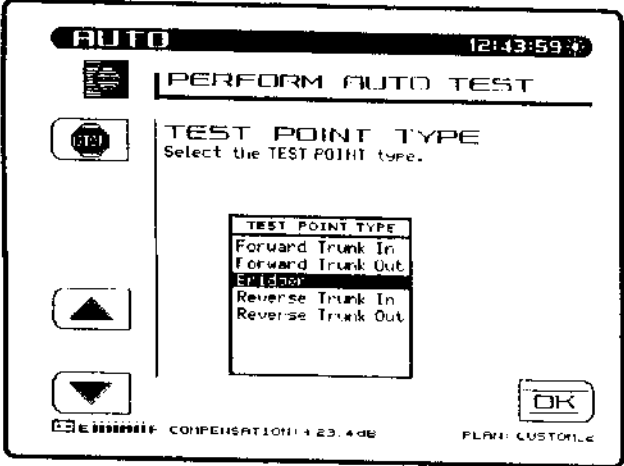 AUTO 12:43:59
PERFORM AUTO TEST
TEST POINT TYPE
Select the TEST POINT type.
TEST POINT TYPE
Forward Trunk In
Forward Trunk Out
Bridger
Reverse Trunk In
Reverse Trunk Out
OK
COMPENSATION: +23.4dB PLAN: